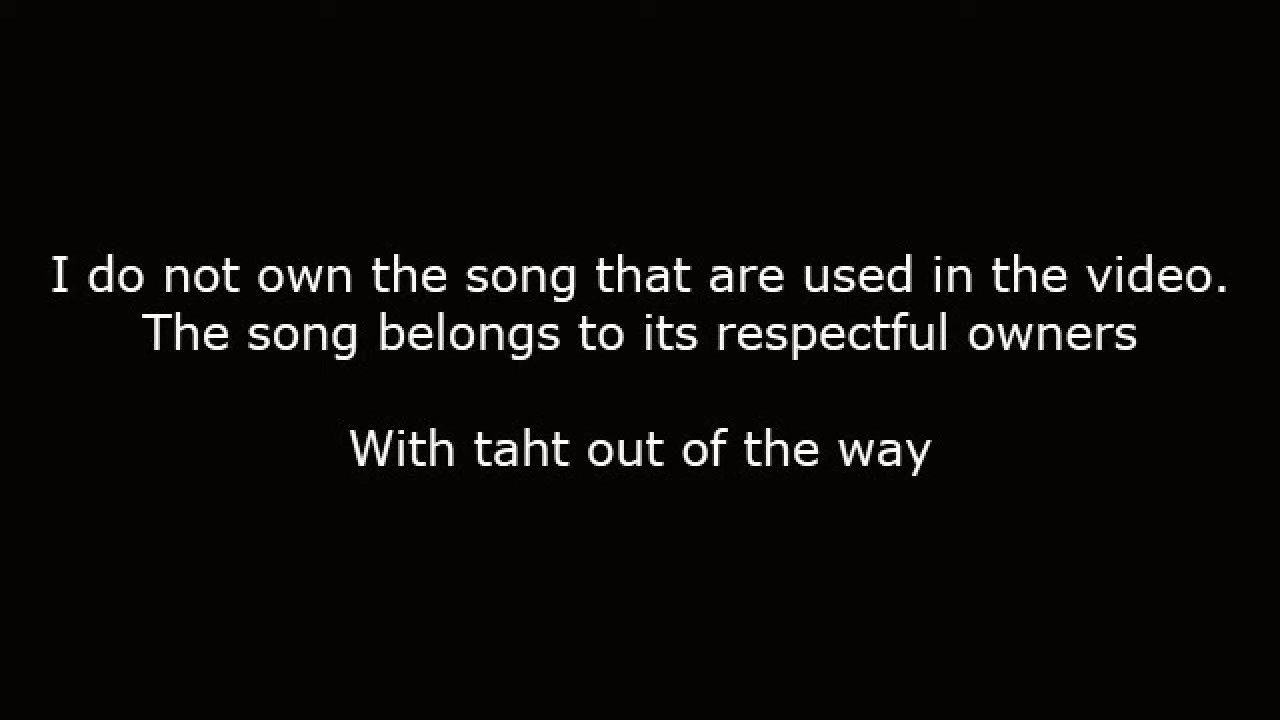 I do not own the song that are used in the video.
The song belongs to its respectful owners
With taht out of the way